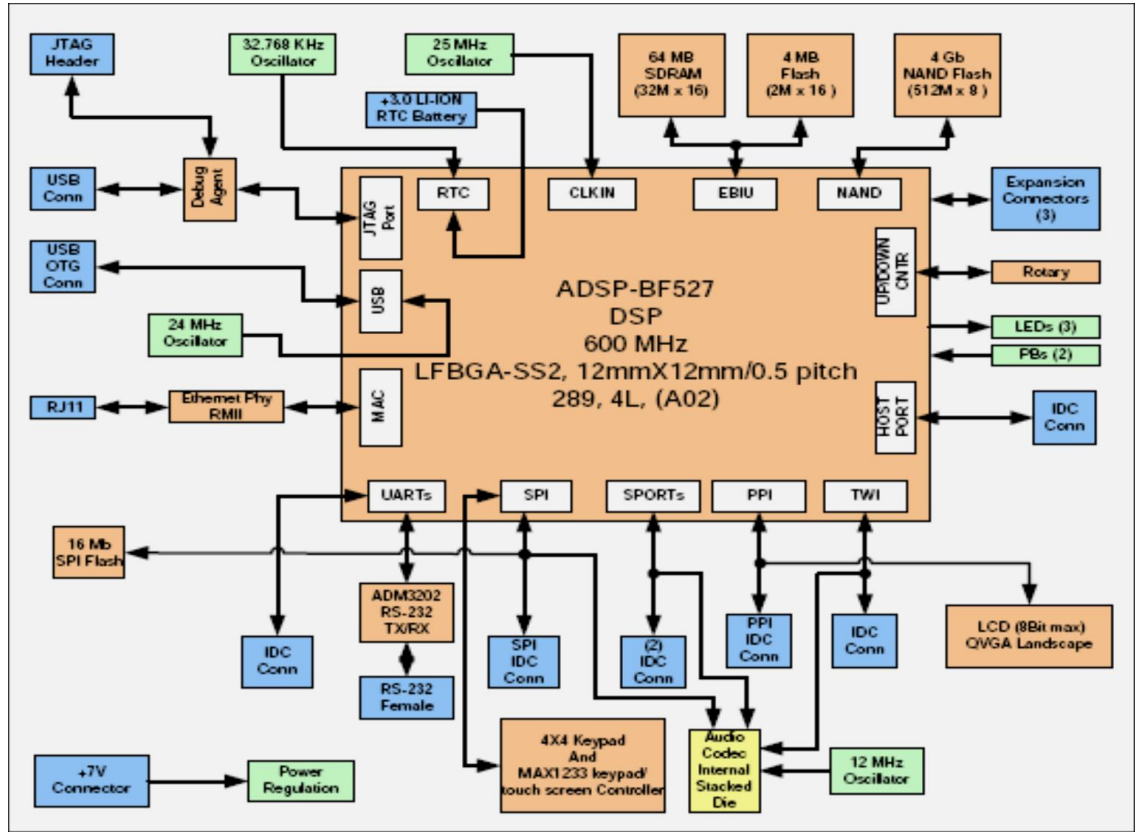 JTAG
Header
32.768 KHz
Oscillator
25 MHz
Oscillator
64 MB
SDRAM
(32M x 16)
4 MB
Flash
(2M x 16 )
4 Gb
NAND Flash
(512M x 8 )
+3.0 LI-ION
RTC Battery
USB
Conn
Debug
Agent
JTAG
Port
RTC
CLKIN
EBIU
NAND
Expansion
Connectors
(3)
USB
OTG
Conn
USB
UP/DOWN
CNTR
Rotary
ADSP-BF527
DSP
600 MHz
LFBGA-SS2, 12mmX12mm/0.5 pitch
289, 4L, (A02)
24 MHz
Oscillator
LEDs (3)
PBs (2)
RJ11
Ethernet Phy
RMII
MAC
HOST
PORT
IDC
Conn
UARTs
SPI
SPORTs
PPI
TWI
16 Mb
SPI Flash
ADM3202
RS-232
TX/RX
IDC
Conn
SPI
IDC
Conn
(2)
IDC
Conn
PPI
IDC
Conn
IDC
Conn
LCD (8Bit max)
QVGA Landscape
RS-232
Female
4X4 Keypad
And
MAX1233 keypad/
touch screen Controller
Audio
Codec
Internal
Stacked
Die
12 MHz
Oscillator
+7V
Connector
Power
Regulation